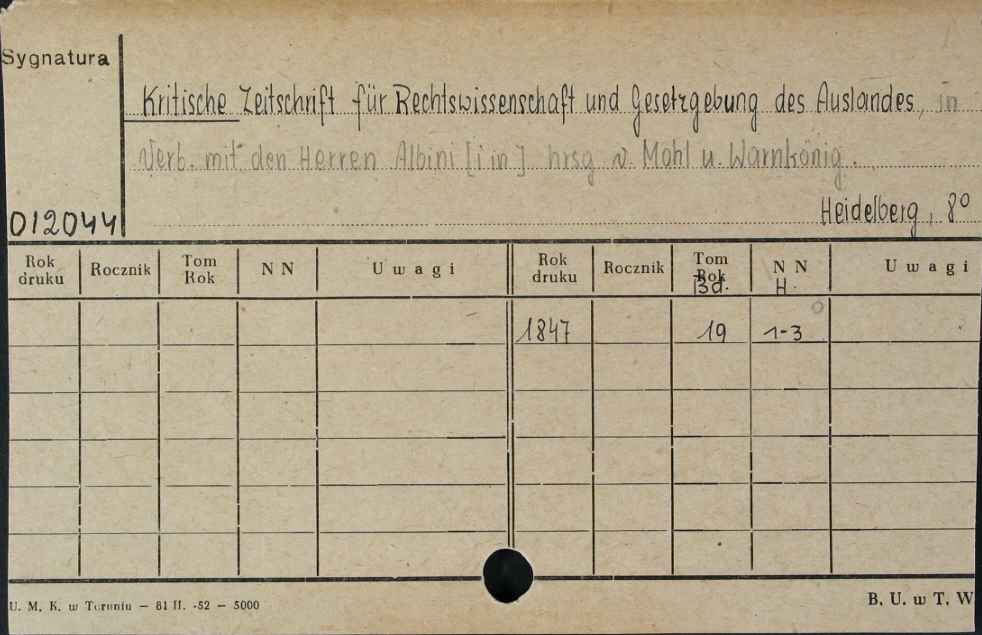 Sygnatura
Kritische Zeitschrift für Rechtswissenschaft und Gesetzgebung des Auslandes, in
Verb. mit den Herren Albini [i in] hrsg v. Mohl u. Warnkönig.
012044
Heidelberg, 8°
Rok druku Rocznik Tom Rok N N Uwagi Rok druku Rocznik Tom Rok N N Uwagi
Bd. H.
1847 19 1-3
U. M. K. w Toruniu — 81 II. -52 — 5000
B. U. w T. W